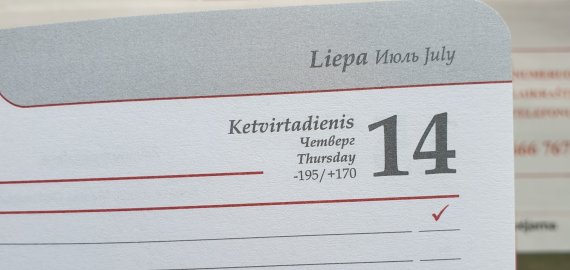 Liepa Июль July
Ketvirtadienis
Четверг
Thursday
-195/+170
14